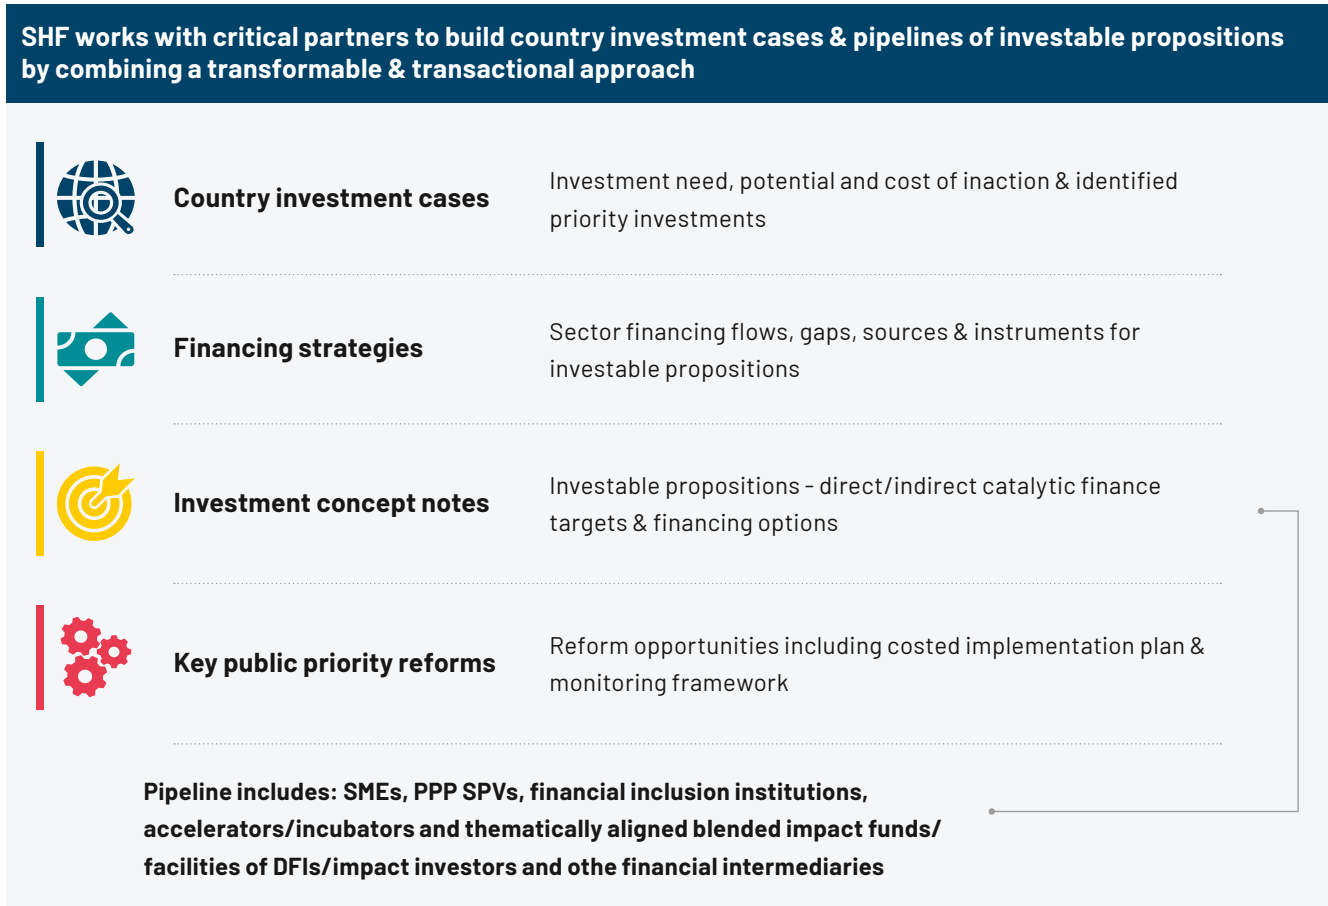 SHF works with critical partners to build country investment cases & pipelines of investable propositions
by combining a transformable & transactional approach
Country investment cases
Investment need, potential and cost of inaction & identified
priority investments
Financing strategies
Sector financing flows, gaps, sources & instruments for
investable propositions
Investment concept notes
Investable propositions - direct/indirect catalytic finance
targets & financing options
Key public priority reforms
Reform opportunities including costed implementation plan &
monitoring framework
Pipeline includes: SMEs, PPP SPVs, financial inclusion institutions,
accelerators/incubators and thematically aligned blended impact funds/
facilities of DFIs/impact investors and othe financial intermediaries